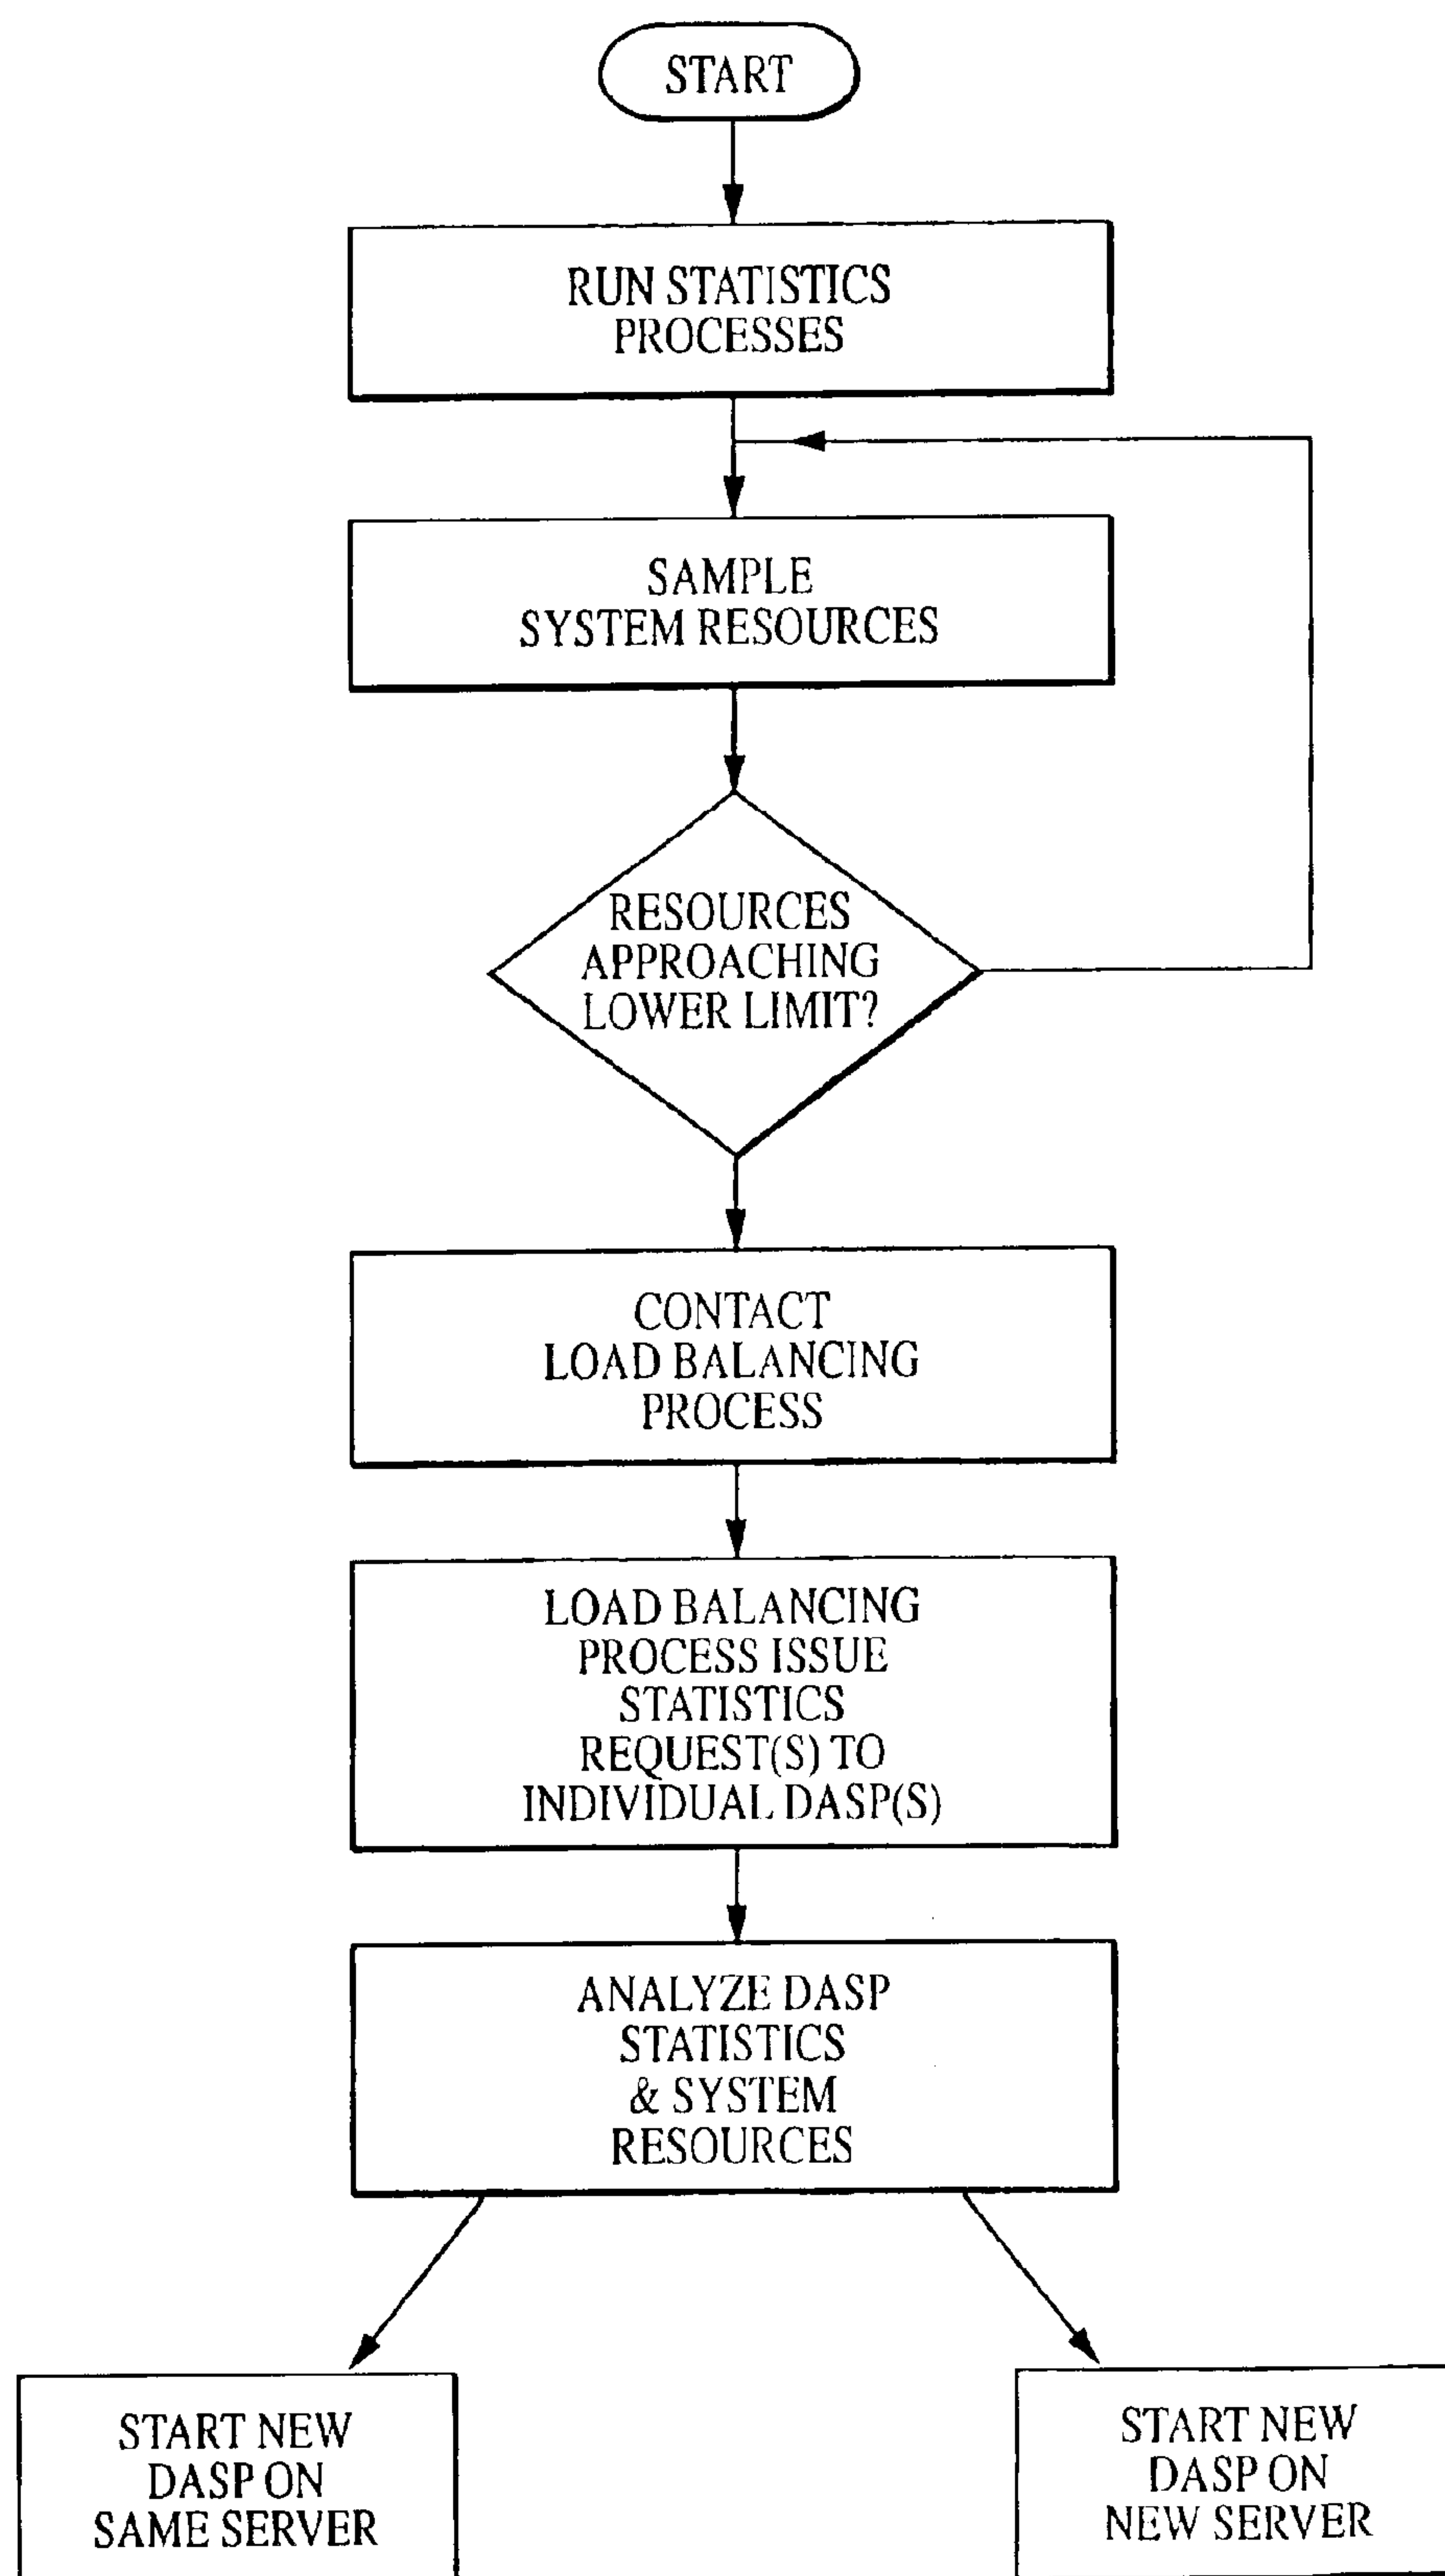 START
RUN STATISTICS
PROCESSES
SAMPLE
SYSTEM RESOURCES
RESOURCES
APPROACHING
LOWER LIMIT?
CONTACT
LOAD BALANCING
PROCESS
LOAD BALANCING
PROCESS ISSUE
STATISTICS
REQUEST(S) TO
INDIVIDUAL DASP(S)
ANALYZE DASP
STATISTICS
& SYSTEM
RESOURCES
START NEW
DASP ON
SAME SERVER
START NEW
DASP ON
NEW SERVER